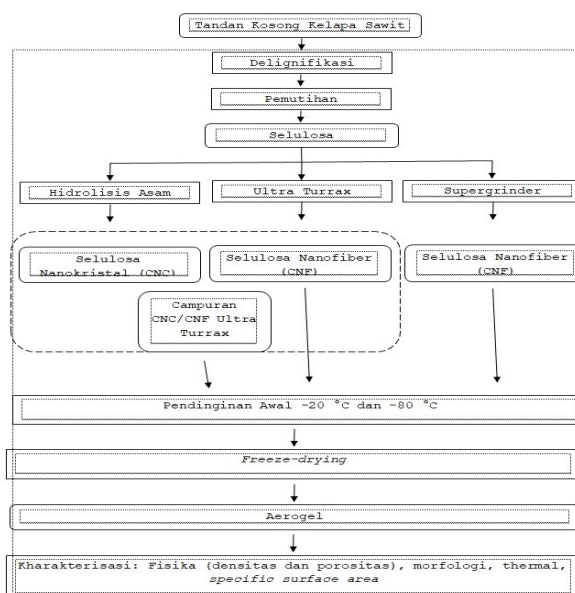 Tandan Kosong Kelapa Sawit
Delignifikasi
Pemutihan
Selulosa
Hidrolisis Asam
Ultra Turrax
Supergrinder
Selulosa
Nanokristal (CNC)
Selulosa Nanofiber
(CNF)
Selulosa Nanofiber
(CNF)
Campuran
CNC/CNF Ultra
Turrax
Pendinginan Awal -20 °C dan -80 °C
Freeze-drying
Aerogel
Kharakterisasi: Fisika (densitas dan porositas), morfologi, thermal,
specific surface area